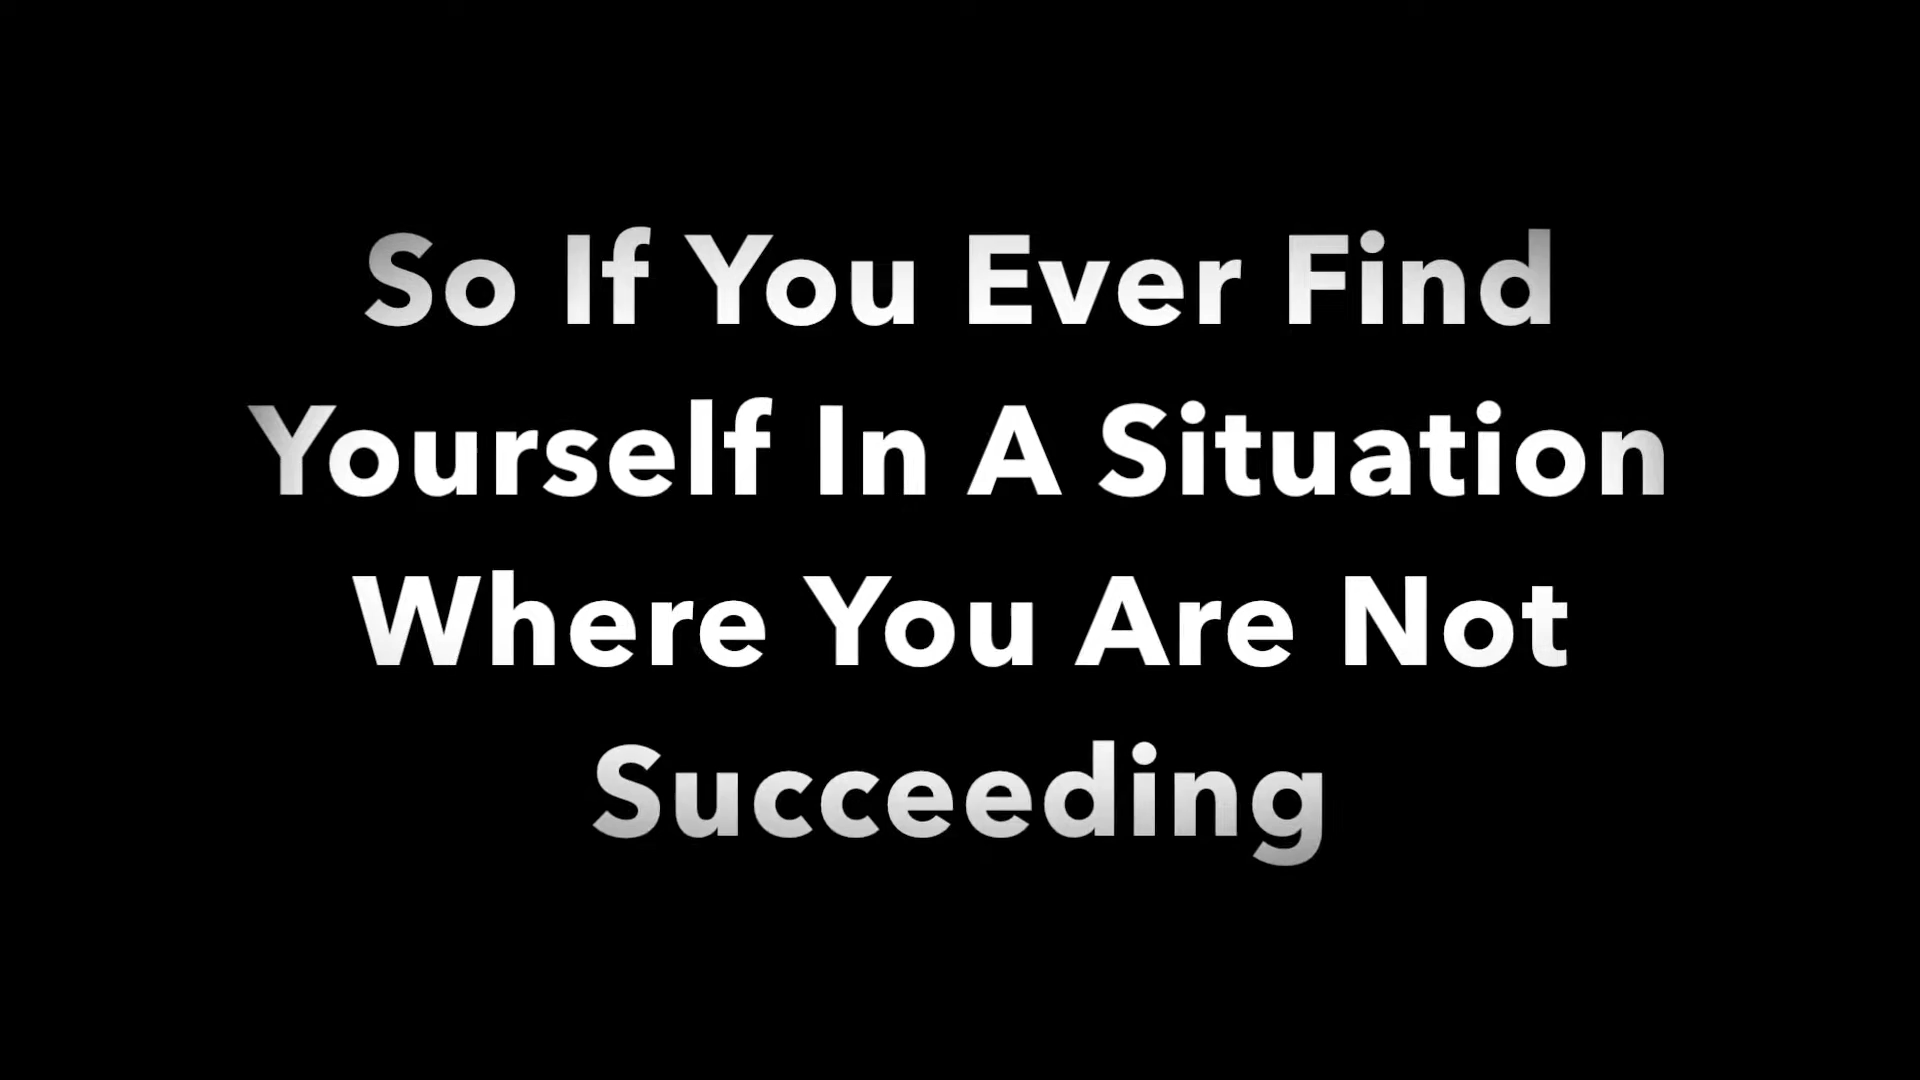 So If You Ever Find
Yourself In A Situation
Where You Are Not
Succeeding